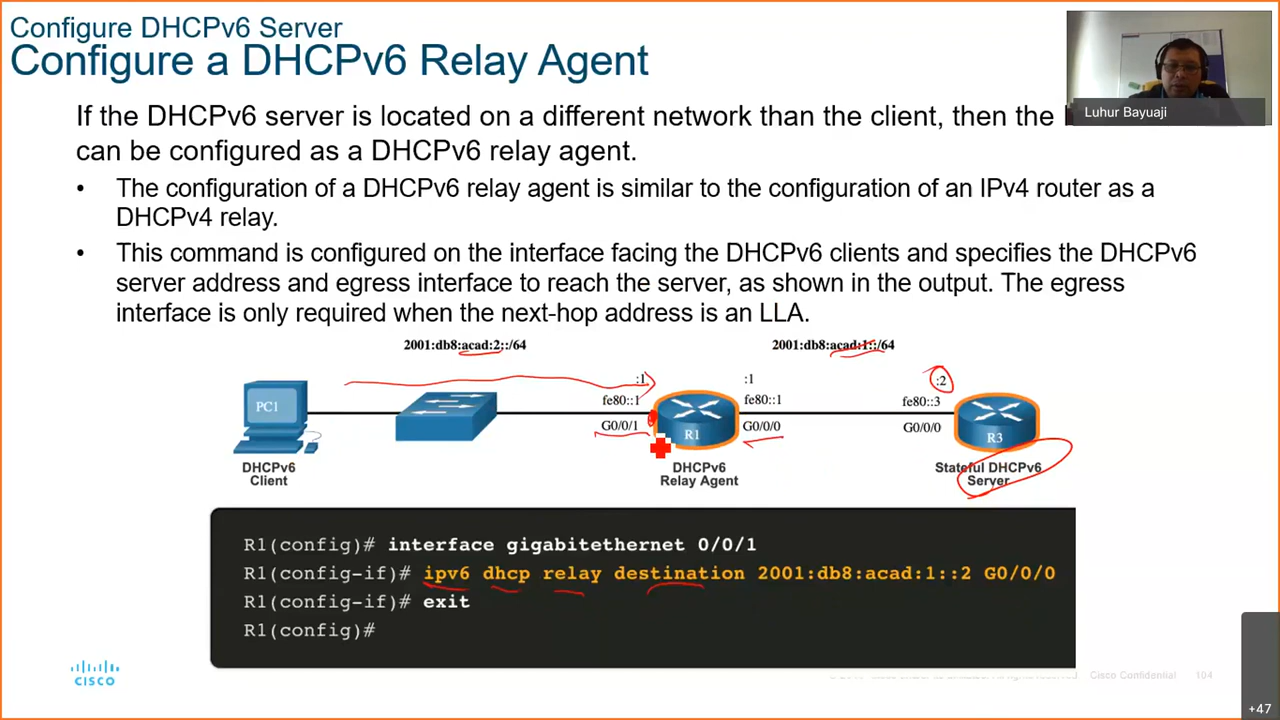 Configure DHCPv6 Server
Configure a DHCPv6 Relay Agent
Luhur Bayuaji
If the DHCPv6 server is located on a different network than the client, then the
can be configured as a DHCPv6 relay agent.
• The configuration of a DHCPv6 relay agent is similar to the configuration of an IPv4 router as a
DHCPv4 relay.
• This command is configured on the interface facing the DHCPv6 clients and specifies the DHCPv6
server address and egress interface to reach the server, as shown in the output. The egress
interface is only required when the next-hop address is an LLA.
2001:db8:acad:2::/64 2001:db8:acad:1::/64
:1 :1 :2
PC1 fe80::1 fe80::1 fe80::3
G0/0/1 R1 G0/0/0 G0/0/0 R3
DHCPv6 DHCPv6 Stateful DHCPv6
Client Relay Agent Server
R1(config)# interface gigabitethernet 0/0/1
R1(config-if)# ipv6 dhcp relay destination 2001:db8:acad:1::2 G0/0/0
R1(config-if)# exit
R1(config)#
CISCO
Cisco Confidential 104
+47